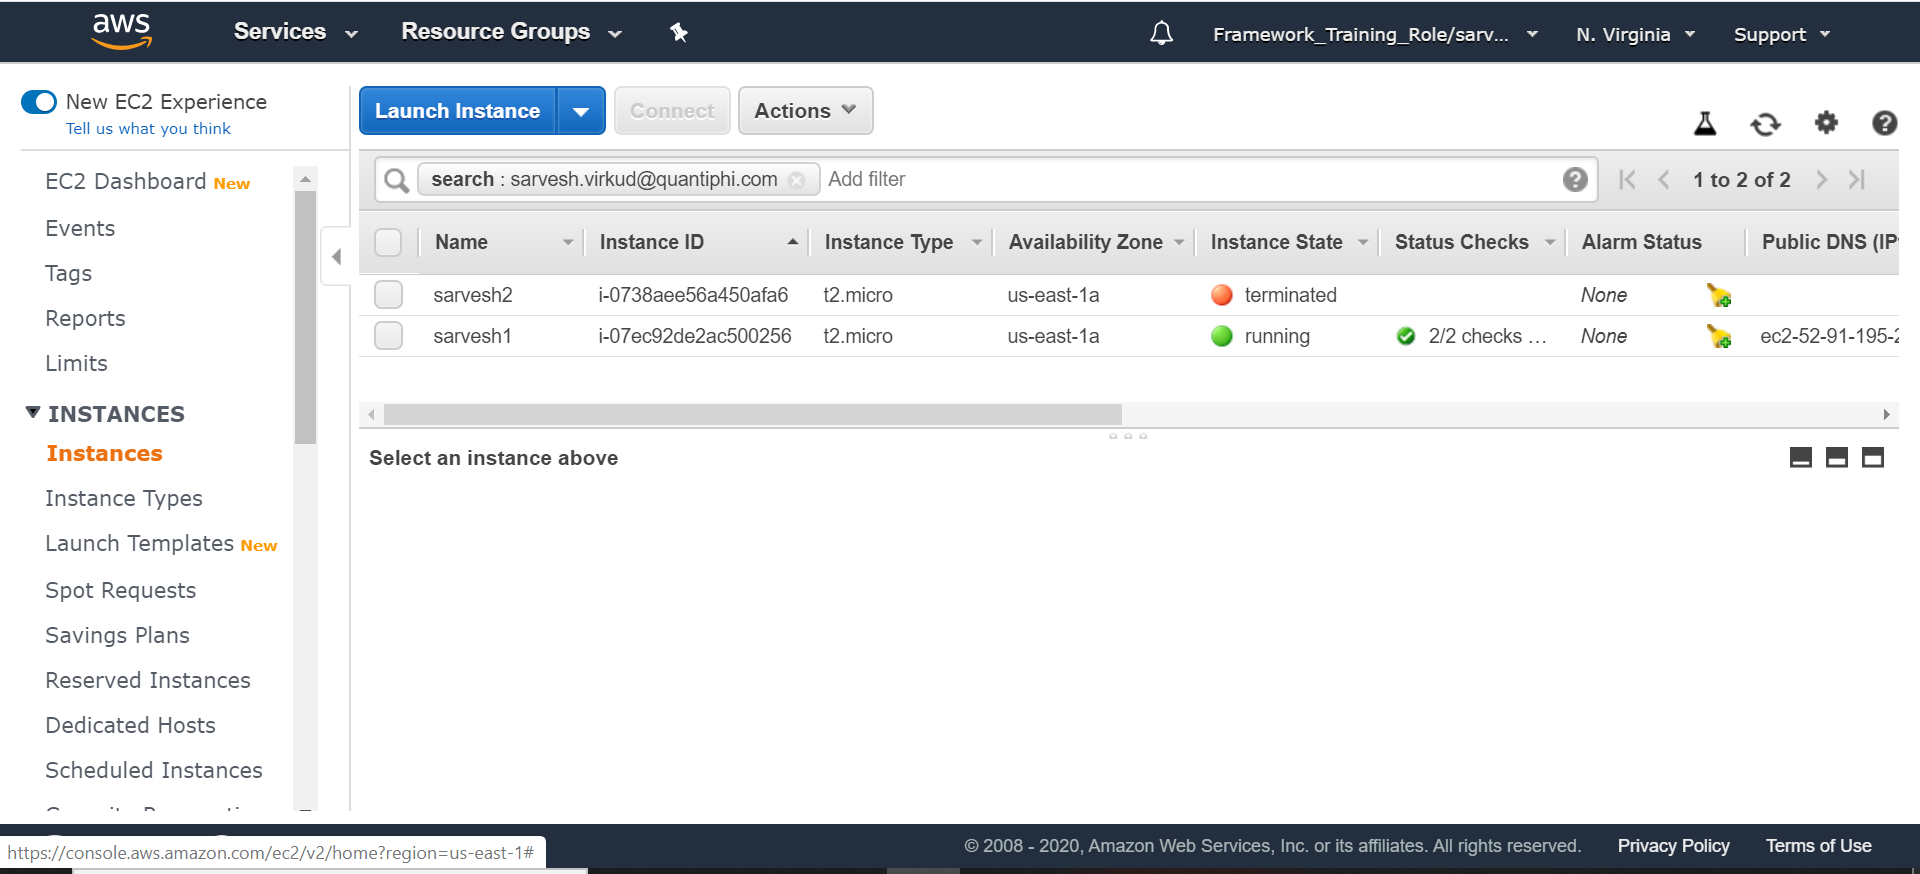 aws
Services
Resource Groups
Framework_Training_Role/sarv...
N. Virginia
Support
New EC2 Experience
Tell us what you think
EC2 Dashboard New
Events
Tags
Reports
Limits
INSTANCES
Instances
Instance Types
Launch Templates New
Spot Requests
Savings Plans
Reserved Instances
Dedicated Hosts
Scheduled Instances
Launch Instance
Connect
Actions
search : sarvesh.virkud@quantiphi.com
Add filter
1 to 2 of 2
Name Instance ID Instance Type Availability Zone Instance State Status Checks Alarm Status Public DNS (IP
sarvesh2 i-0738aee56a450afa6 t2.micro us-east-1a terminated None
sarvesh1 i-07ec92de2ac500256 t2.micro us-east-1a running 2/2 checks ... None ec2-52-91-195-2
Select an instance above
https://console.aws.amazon.com/ec2/v2/home?region=us-east-1#
© 2008 - 2020, Amazon Web Services, Inc. or its affiliates. All rights reserved.
Privacy Policy
Terms of Use